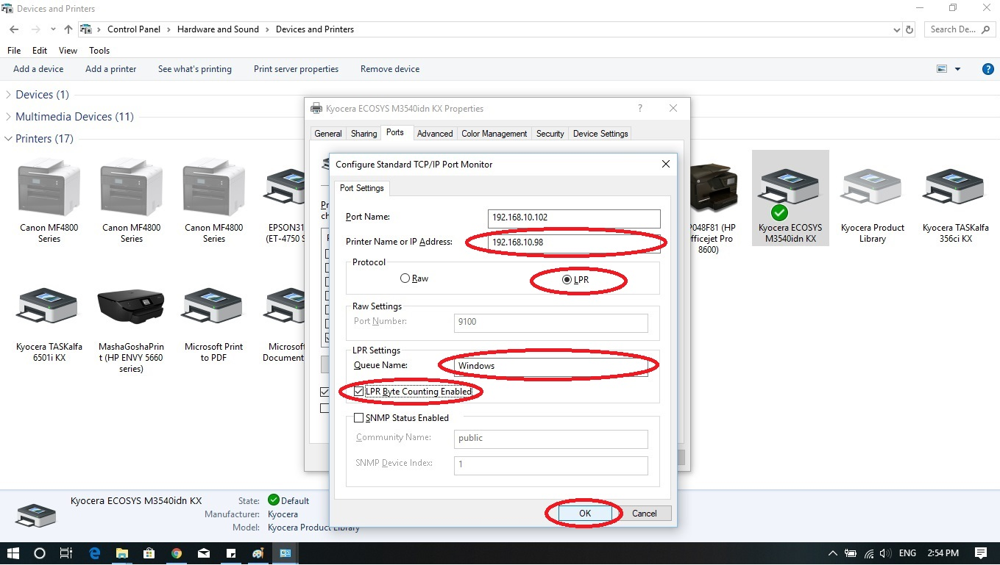 Devices and Printers
Control Panel > Hardware and Sound > Devices and Printers
Search De...
File Edit View Tools
Add a device Add a printer See what's printing Print server properties Remove device
Devices (1)
Multimedia Devices (11)
Printers (17)
Canon MF4800
Series
Canon MF4800
Series
Canon MF4800
Series
EPSON31
(ET-4750 S
P048F81 (HP
fficejet Pro
8600)
Kyocera ECOSYS
M3540idn KX
Kyocera Product
Library
Kyocera TASKalfa
356ci KX
Kyocera TASKalfa
6501i KX
MashaGoshaPrin
t (HP ENVY 5660
series)
Microsoft Print
to PDF
Microsof
Document
Kyocera ECOSYS M3540idn KX Properties
?
General Sharing Ports Advanced Color Management Security Device Settings
Pr
ch
Configure Standard TCP/IP Port Monitor
Port Settings
Port Name: 192.168.10.102
Printer Name or IP Address: 192.168.10.98
Protocol
Raw LPR
Raw Settings
Port Number: 9100
LPR Settings
Queue Name: Windows
LPR Byte Counting Enabled
SNMP Status Enabled
Community Name: public
SNMP Device Index: 1
OK Cancel
Kyocera ECOSYS M3540idn KX State: Default
Manufacturer: Kyocera
Model: Kyocera Product Library
ENG 2:54 PM